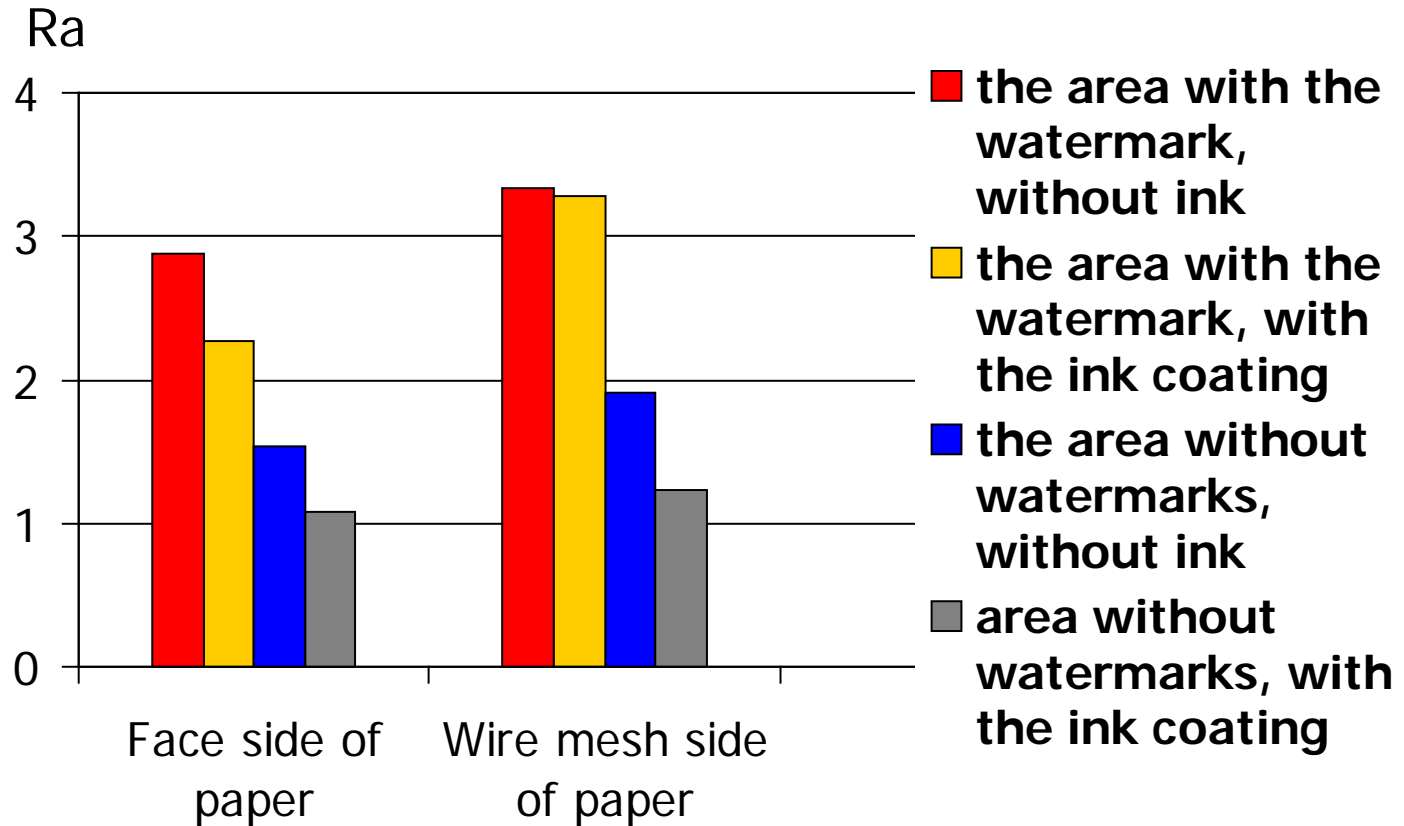 Ra
4
3
2
1
0
Face side of
paper
Wire mesh side
of paper
the area with the
watermark,
without ink
the area with the
watermark, with
the ink coating
the area without
watermarks,
without ink
area without
watermarks, with
the ink coating